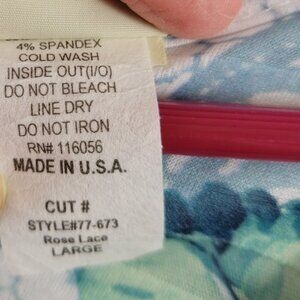 4% SPANDEX
COLD WASH
INSIDE OUT(I/O)
DO NOT BLEACH
LINE DRY
DO NOT IRON
RN# 116056
MADE IN U.S.A.
CUT #
STYLE#77-673
Rose Lace
LARGE